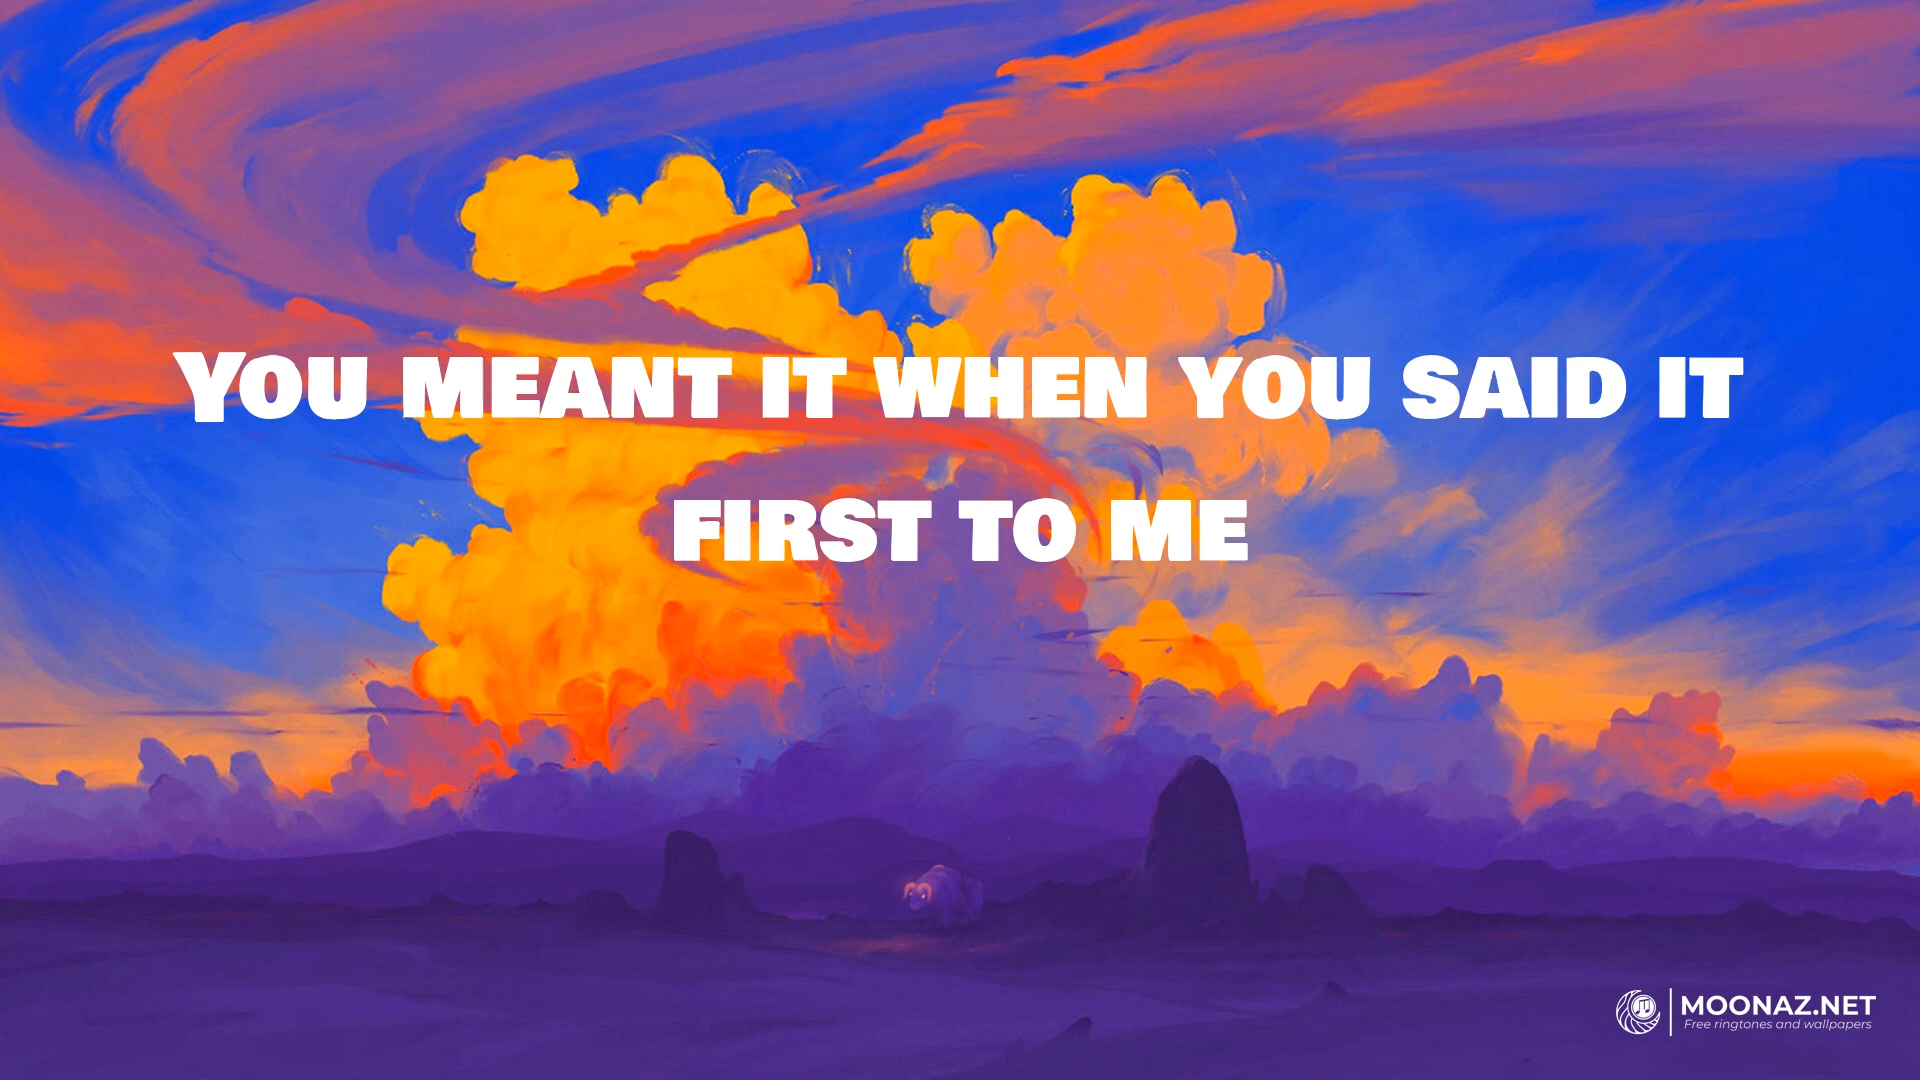 You meant it when you said it
first to me
MOONAZ.NET
Free ringtones and wallpapers